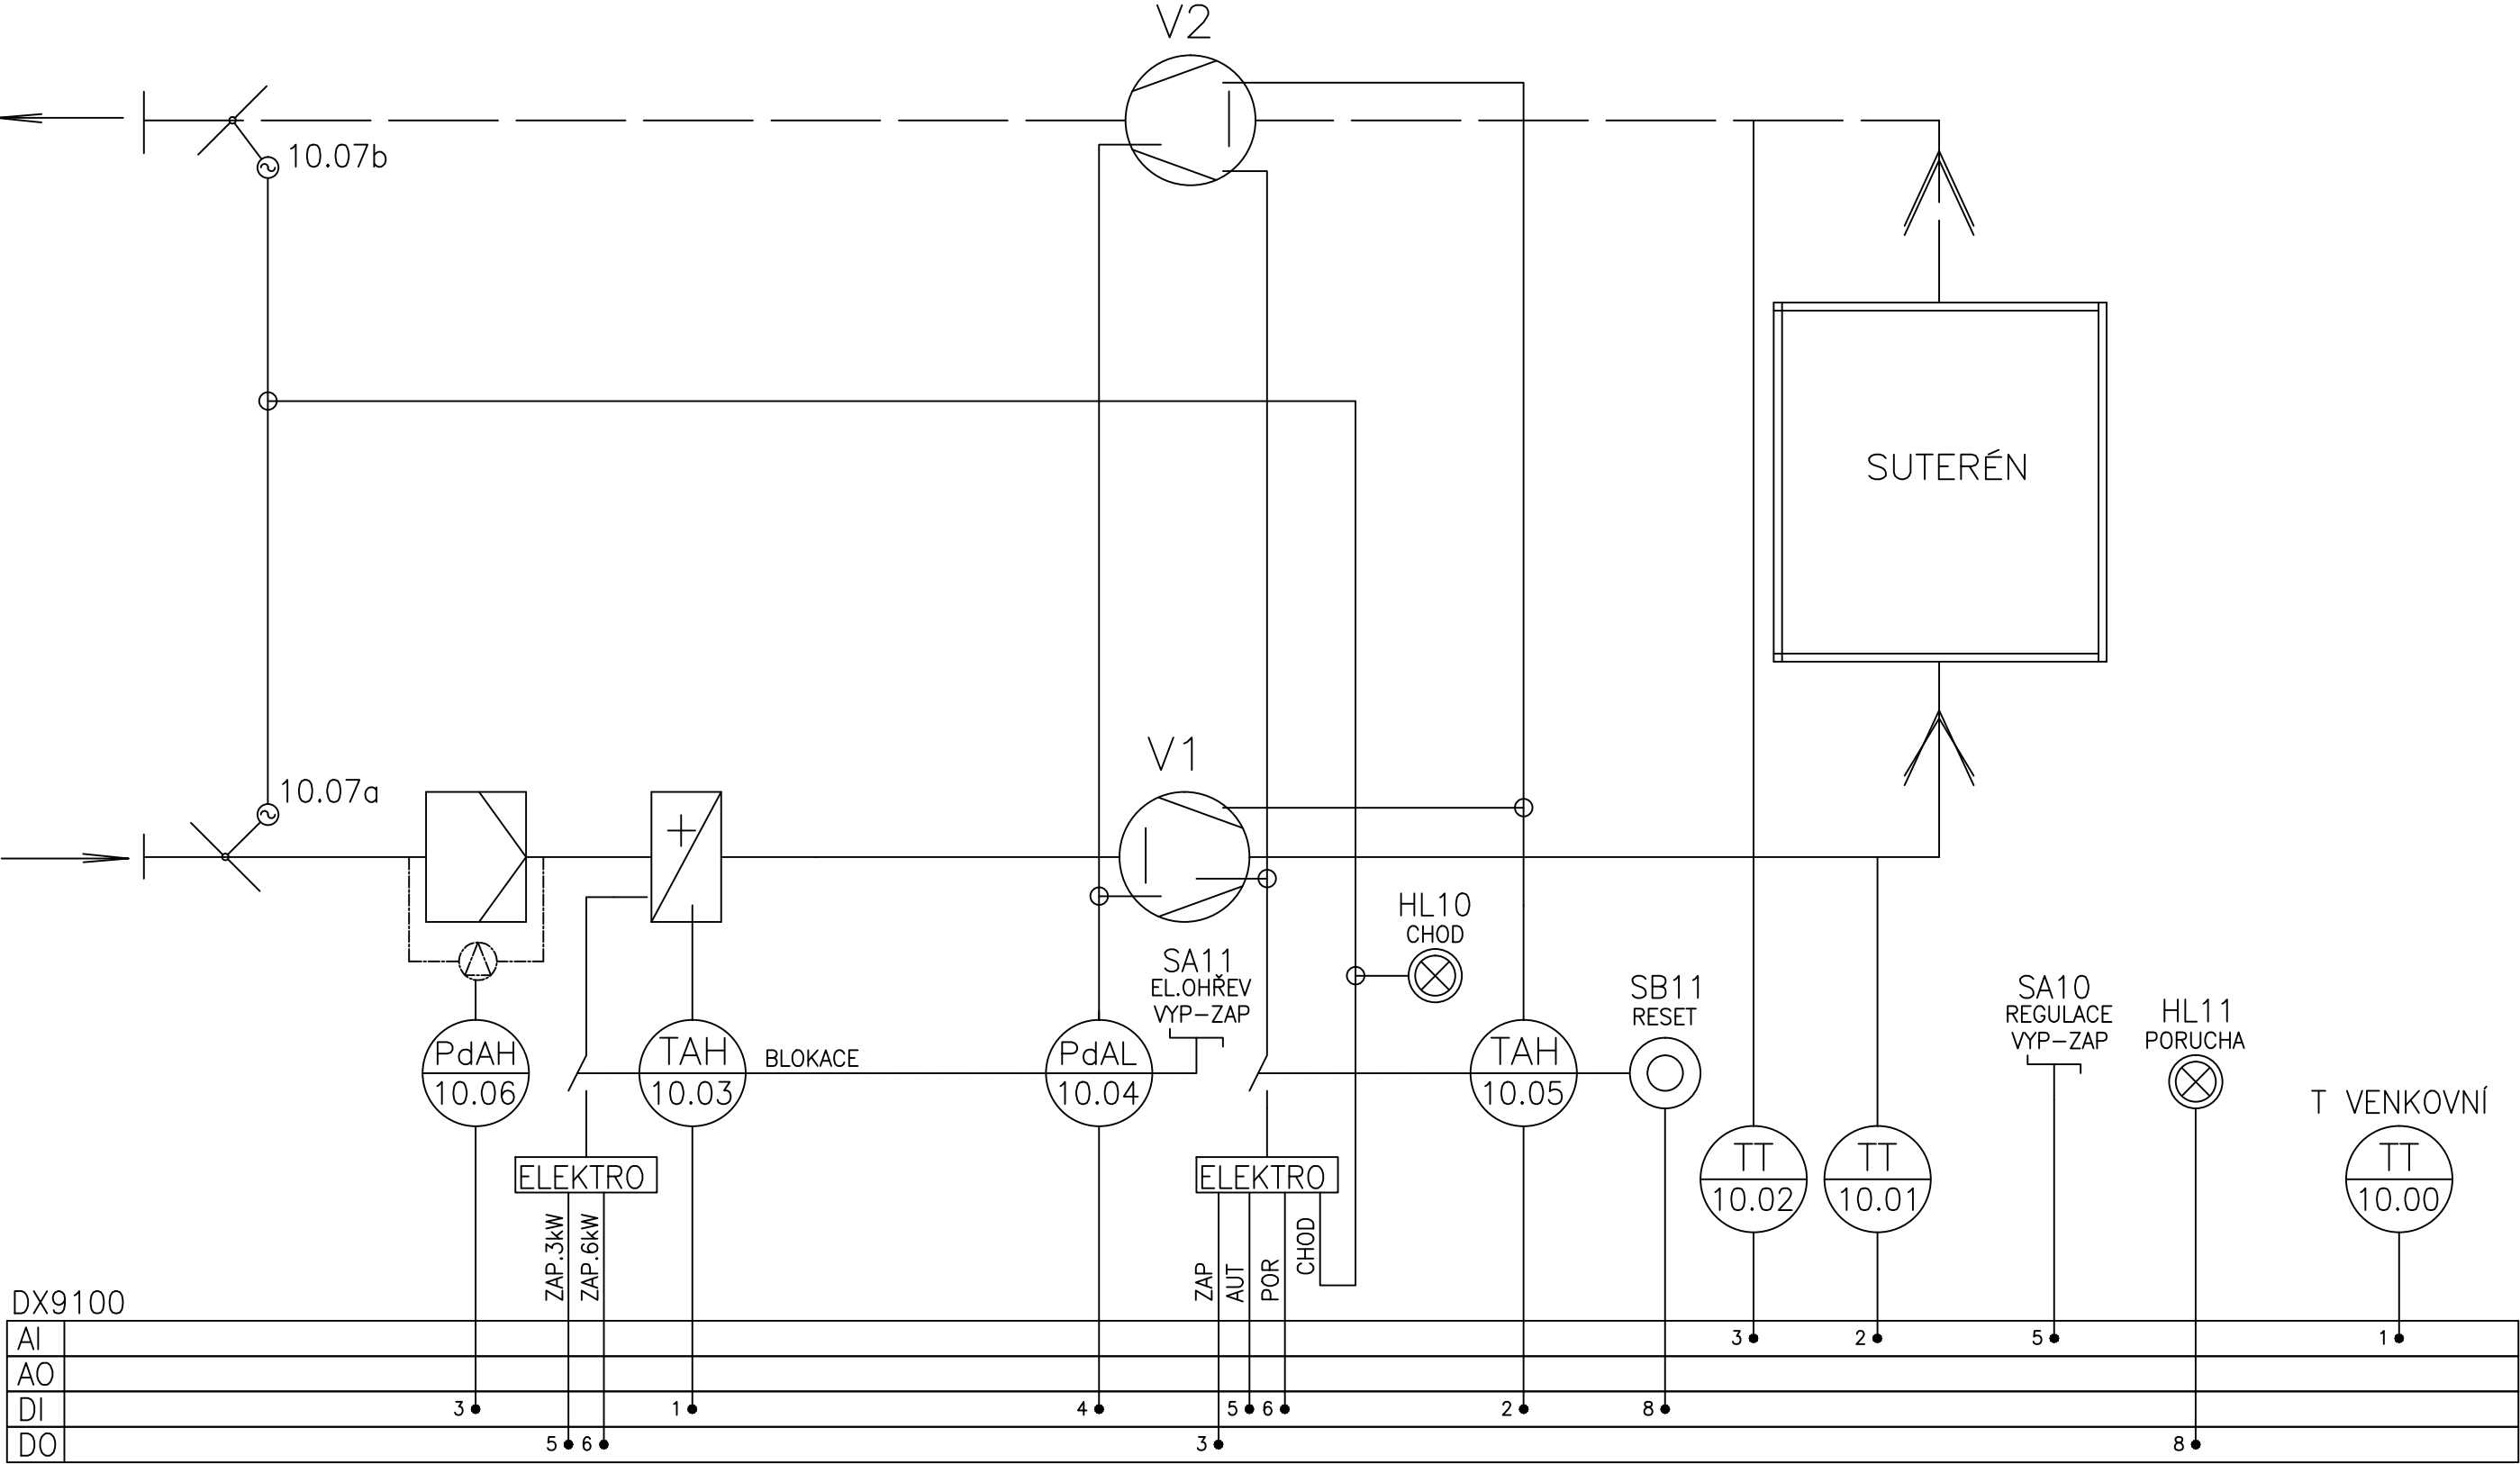 V2
10.07b
SUTERÉN
V1
10.07a
HL10
CHOD
SA11
EL.OHŘEV
VYP-ZAP
SB11
RESET
SA10
REGULACE
VYP-ZAP
HL11
PORUCHA
T VENKOVNÍ
PdAH
10.06
TAH
10.03
BLOKACE
PdAL
10.04
TAH
10.05
TT
10.02
TT
10.01
TT
10.00
ELEKTRO
ELEKTRO
ZAP.3kW
ZAP.6kW
ZAP
AUT
POR
CHOD
DX9100
AI 3 2 5 1
AO
DI 3 1 4 5 6 2 8
DO 5 6 3 8